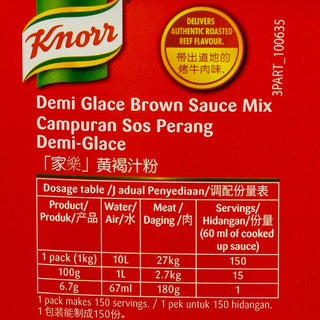 Knorr
DELIVERS
AUTHENTIC ROASTED
BEEF FLAVOUR.
带出道地的
烤牛肉味。
3PART_100635
Demi Glace Brown Sauce Mix
Campuran Sos Perang
Demi-Glace
「家樂」黄褐汁粉
Dosage table /J adual Penyediaan/调配份量表
Product/ Produk/产品
Water/ Air/水
Meat / Daging /肉
Servings/ Hidangan/份量 (60 ml of cooked up sauce)
1 pack (1kg) 10L 27kg 150
100g 1L 2.7kg 15
6.7g 67ml 180g 1
1 pack makes 150 servings. / 1 pek untuk 150 hidangan.
1包装能制成150份。